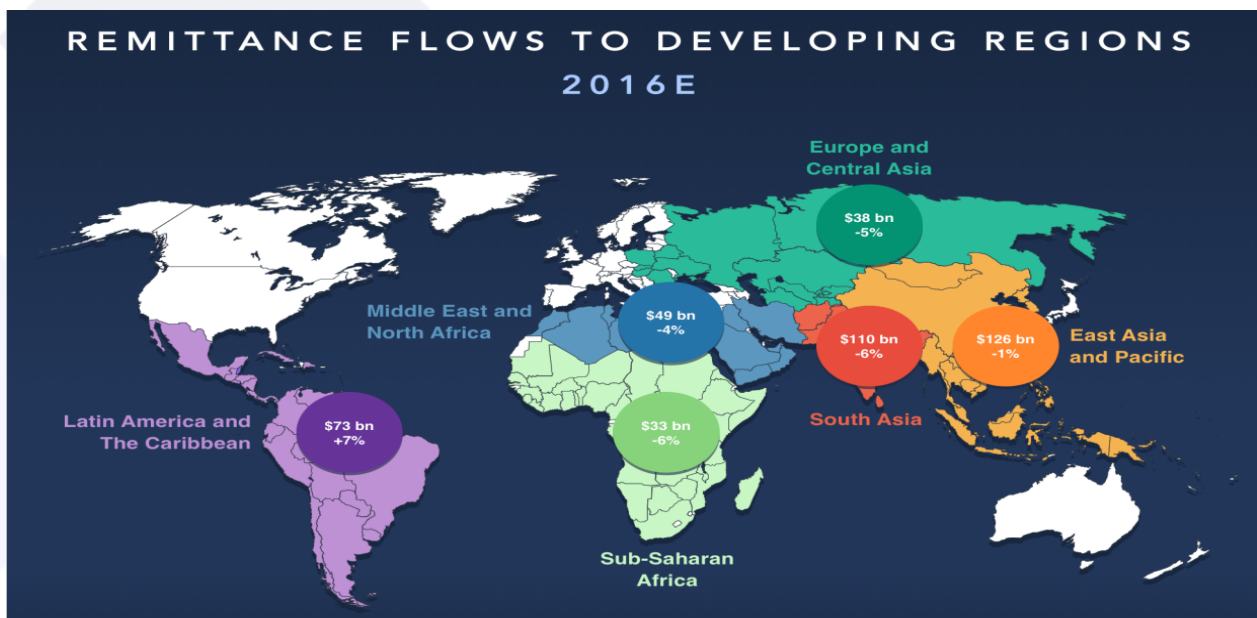 REMITTANCE FLOWS TO DEVELOPING REGIONS
2016E
Europe and
Central Asia
$38 bn
-5%
Middle East and
North Africa
$49 bn
-4%
$110 bn
-6%
South Asia
$126 bn
-1%
East Asia
and Pacific
Latin America and
The Caribbean
$73 bn
+7%
$33 bn
-6%
Sub-Saharan
Africa